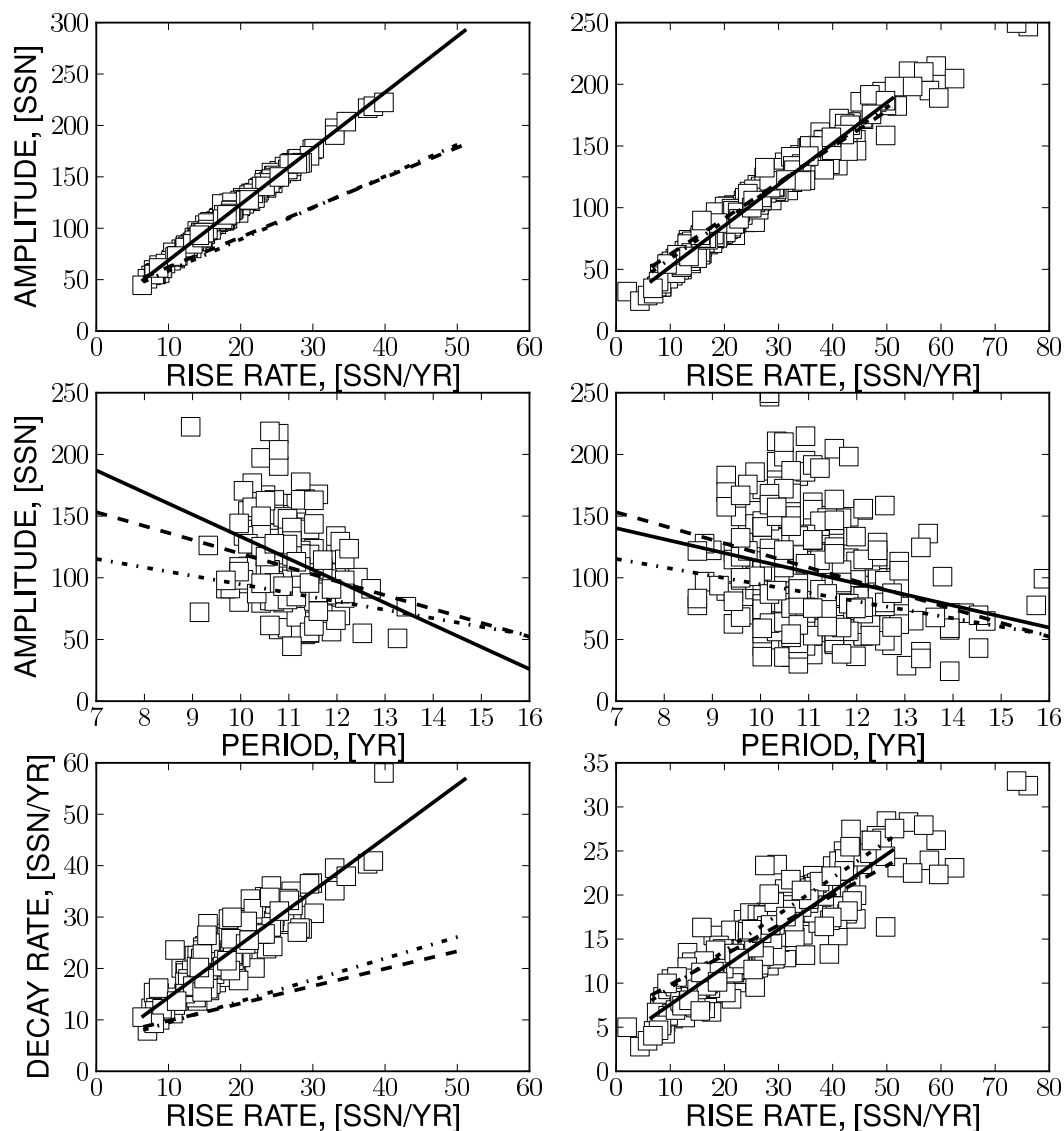 300
250
200
150
100
50
0
AMPLITUDE, [SSN]
0 10 20 30 40 50 60
RISE RATE, [SSN/YR]
250
200
150
100
50
0
0 10 20 30 40 50 60 70 80
RISE RATE, [SSN/YR]
250
200
150
100
50
0
AMPLITUDE, [SSN]
7 8 9 10 11 12 13 14 15 16
PERIOD, [YR]
250
200
150
100
50
0
7 8 9 10 11 12 13 14 15 16
PERIOD, [YR]
60
50
40
30
20
10
0
DECAY RATE, [SSN/YR]
0 10 20 30 40 50 60
RISE RATE, [SSN/YR]
35
30
25
20
15
10
5
0
0 10 20 30 40 50 60 70 80
RISE RATE, [SSN/YR]